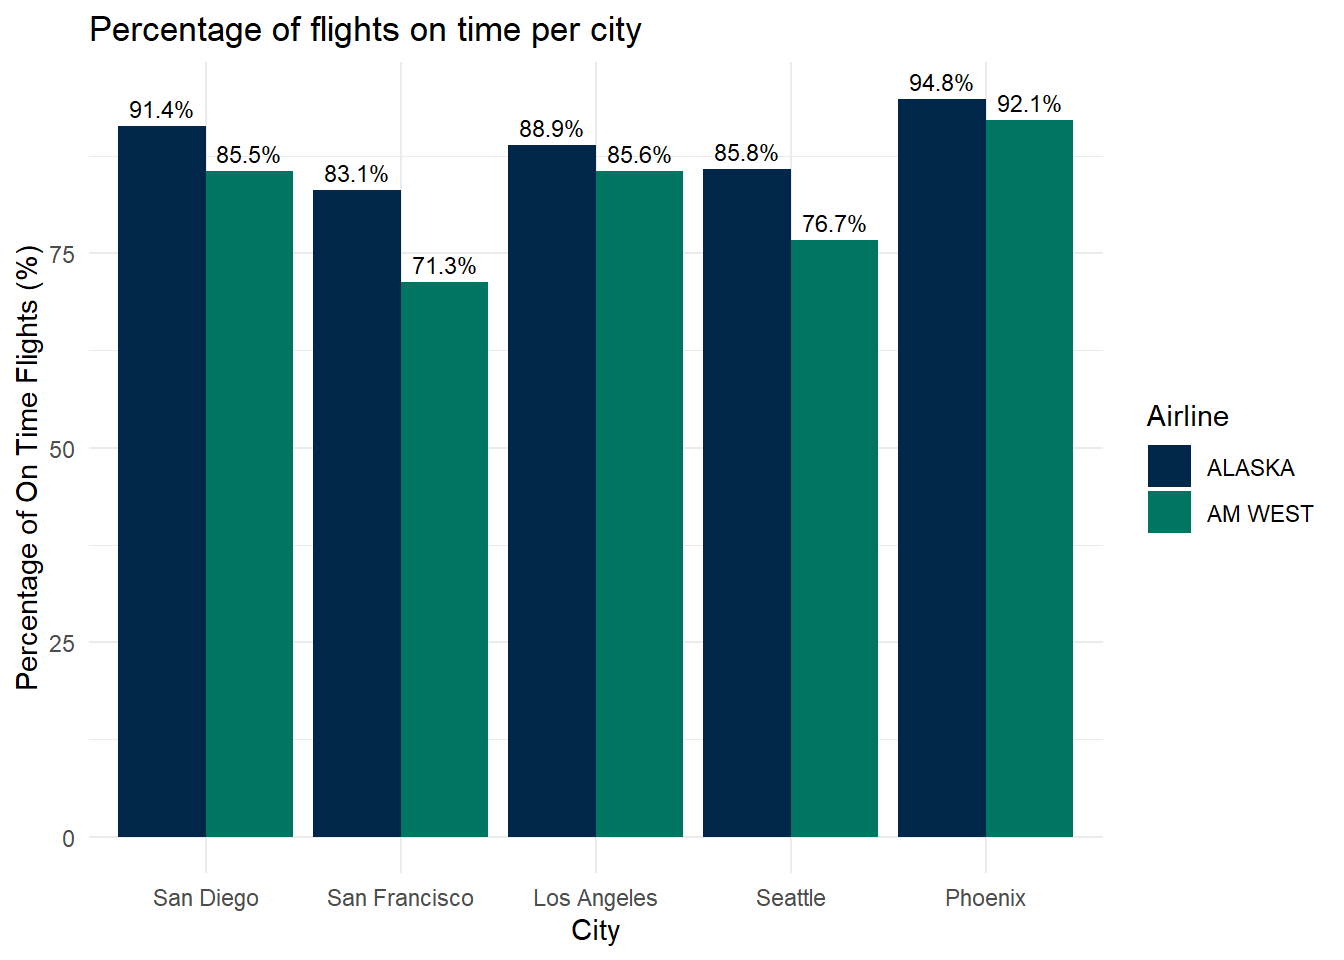 Percentage of flights on time per city
Percentage of On Time Flights (%)
75
50
25
0
91.4%
85.5%
83.1%
71.3%
88.9%
85.6%
85.8%
76.7%
94.8%
92.1%
San Diego
San Francisco
Los Angeles
Seattle
Phoenix
City
Airline
ALASKA
AM WEST